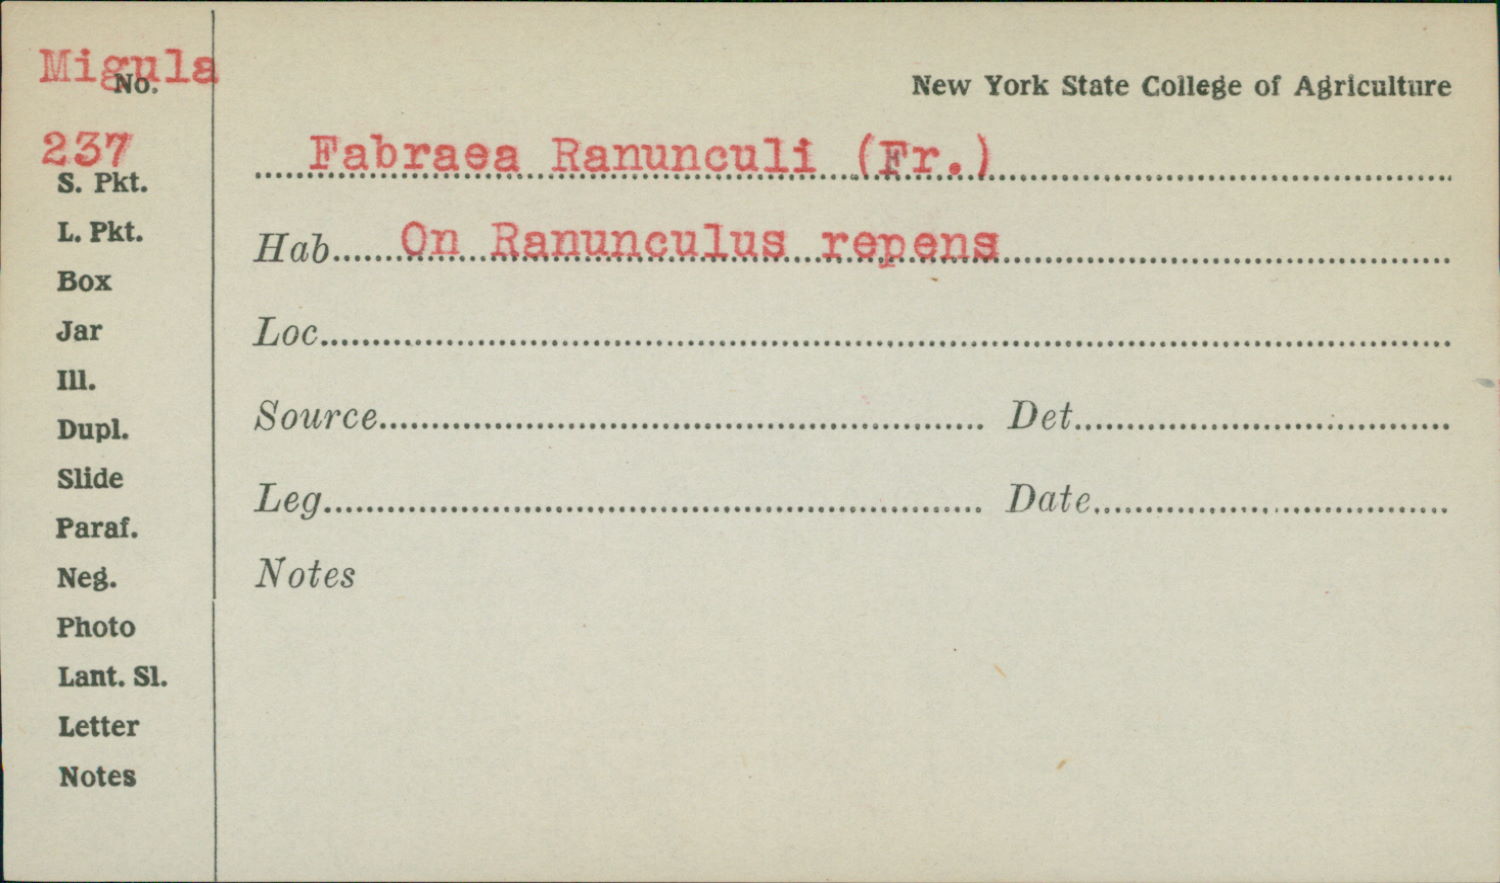 Migula
No.
New York State College of Agriculture
237
Fabraea Ranunculi (Fr.)
S. Pkt.
L. Pkt.
Hab. On Ranunculus repens
Box
Jar
Loc.
Ill.
Dupl.
Source Det.
Slide
Leg. Date
Paraf.
Neg.
Notes
Photo
Lant. Sl.
Letter
Notes